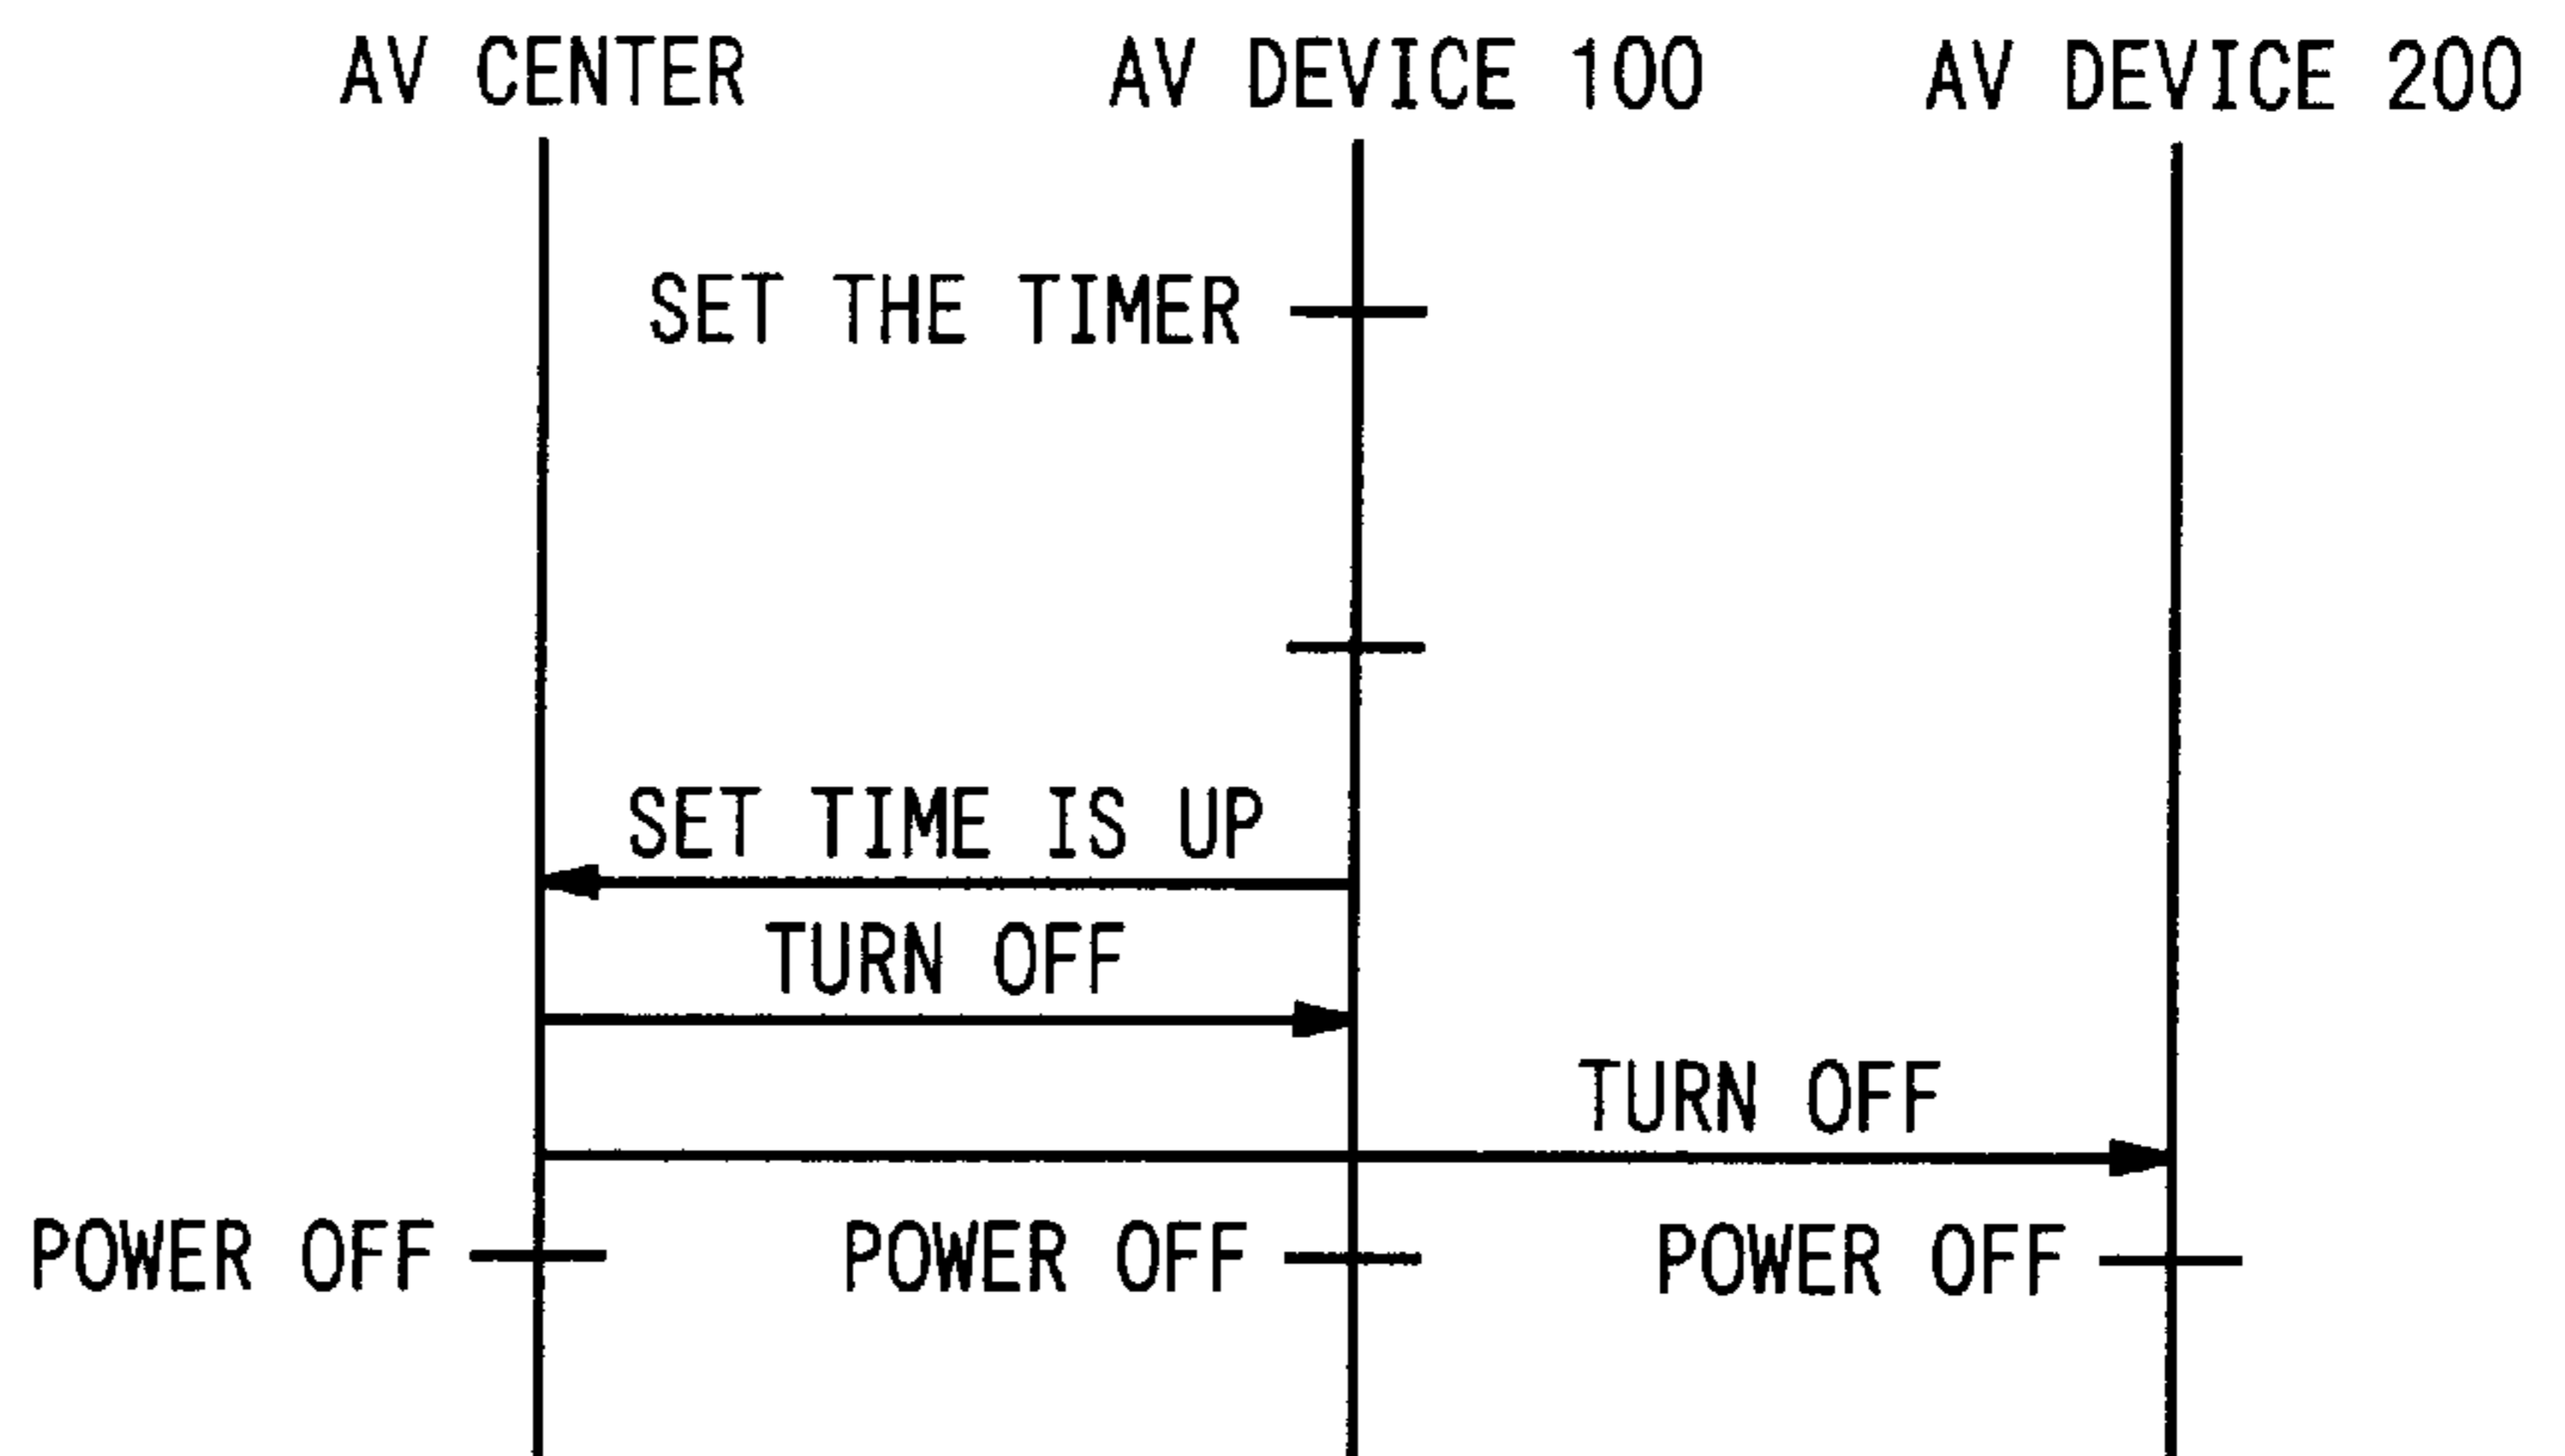 AV CENTER AV DEVICE 100 AV DEVICE 200
SET THE TIMER
SET TIME IS UP
TURN OFF
TURN OFF
POWER OFF POWER OFF POWER OFF